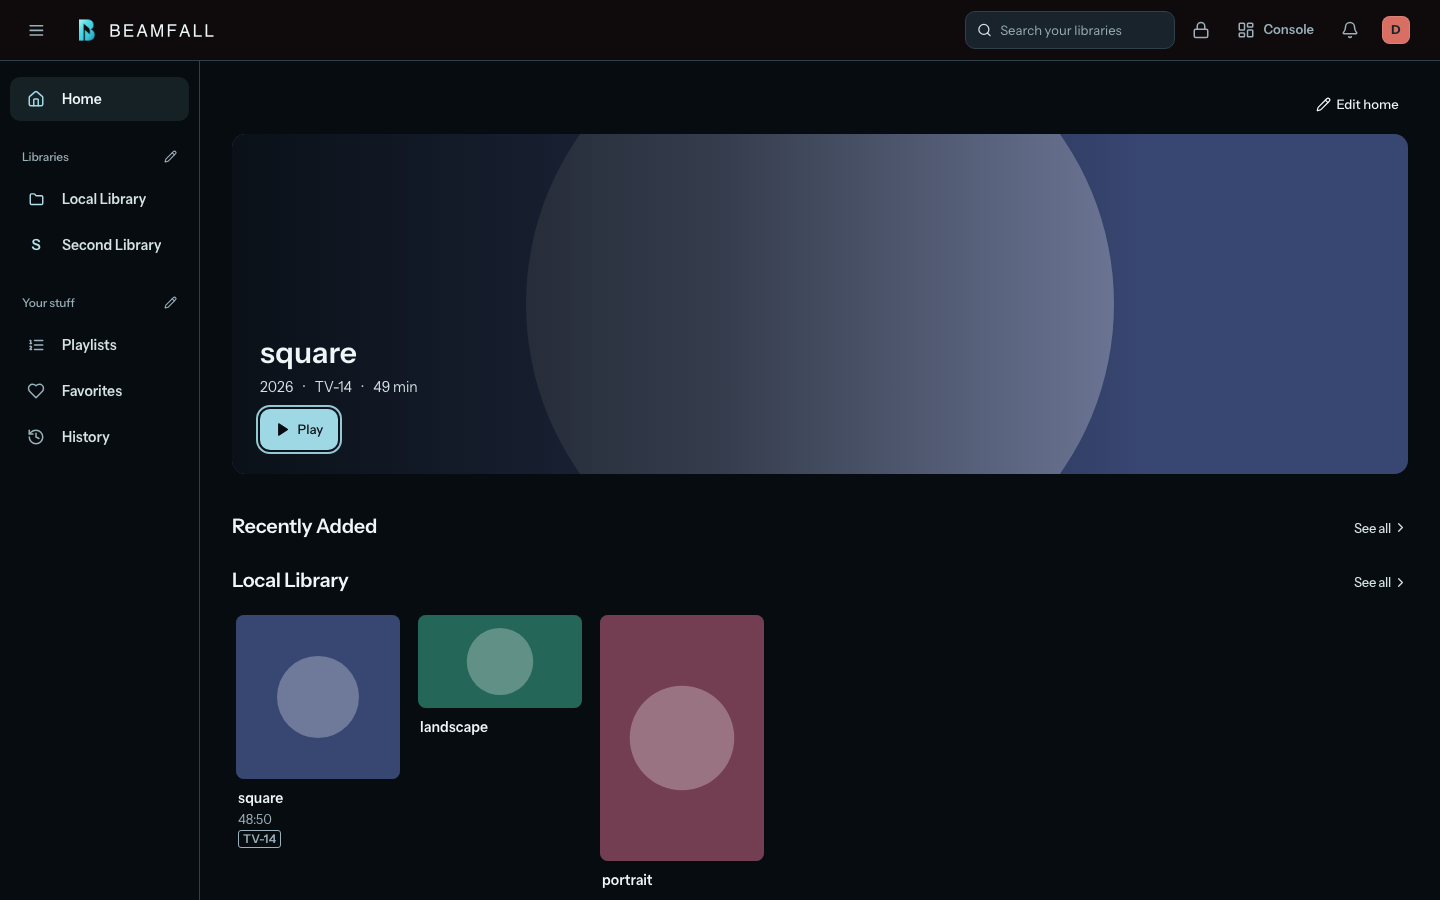 BEAMFALL
Search your libraries
Console
D
Home
Edit home
Libraries
Local Library
S Second Library
Your stuff
Playlists
Favorites
History
square
2026 · TV-14 · 49 min
Play
Recently Added
See all
Local Library
See all
square
48:50
TV-14
landscape
portrait